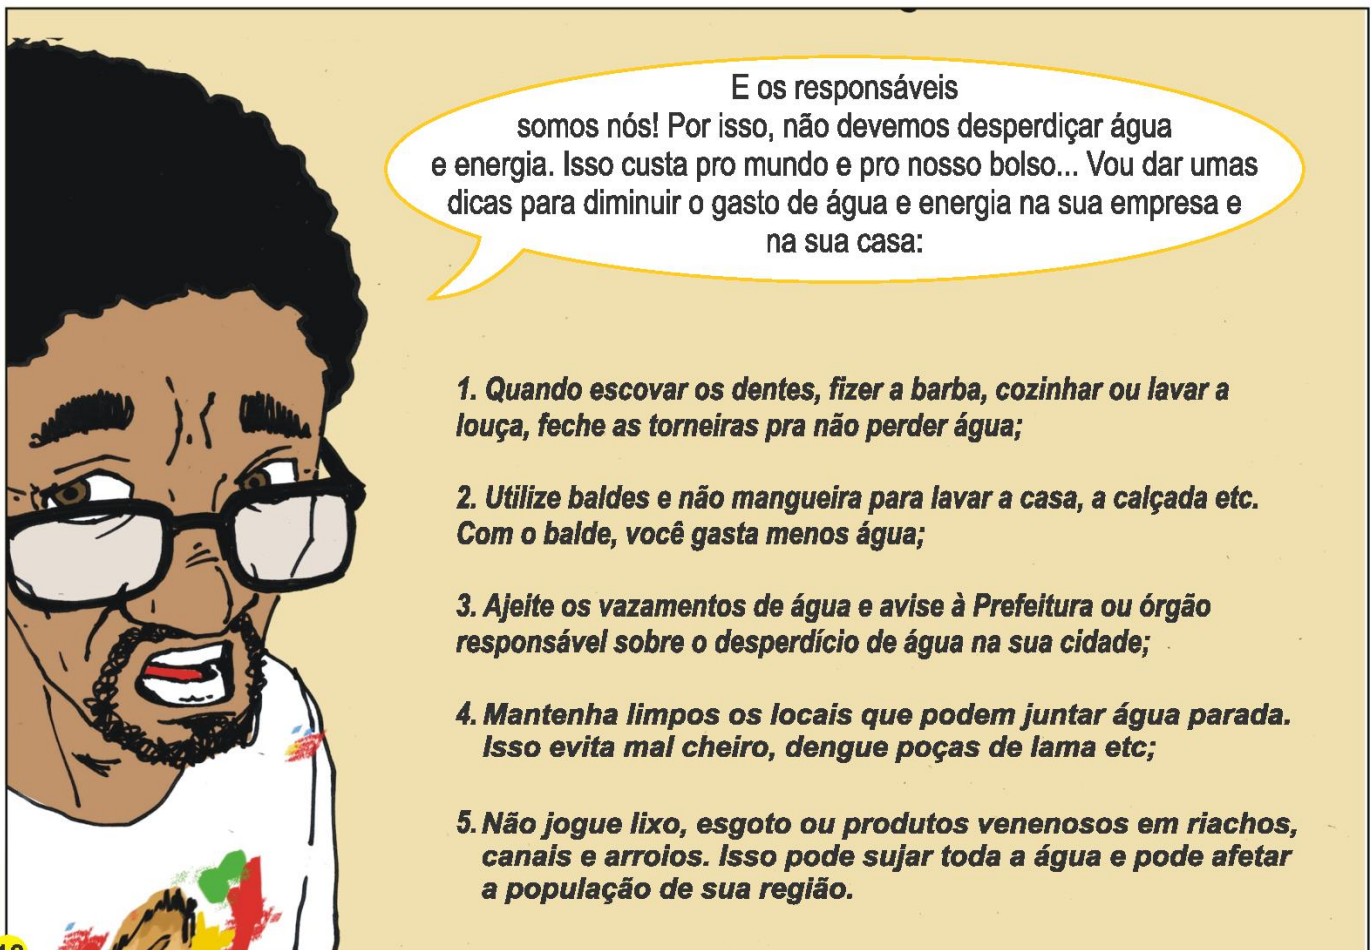 E os responsáveis
somos nós! Por isso, não devemos desperdiçar água
e energia. Isso custa pro mundo e pro nosso bolso... Vou dar umas
dicas para diminuir o gasto de água e energia na sua empresa e
na sua casa:
1. Quando escovar os dentes, fizer a barba, cozinhar ou lavar a
louça, feche as torneiras pra não perder água;
2. Utilize baldes e não mangueira para lavar a casa, a calçada etc.
Com o balde, você gasta menos água;
3. Ajeite os vazamentos de água e avise à Prefeitura ou órgão
responsável sobre o desperdício de água na sua cidade;
4. Mantenha limpos os locais que podem juntar água parada.
Isso evita mal cheiro, dengue poças de lama etc;
5. Não jogue lixo, esgoto ou produtos venenosos em riachos,
canais e arroios. Isso pode sujar toda a água e pode afetar
a população de sua região.